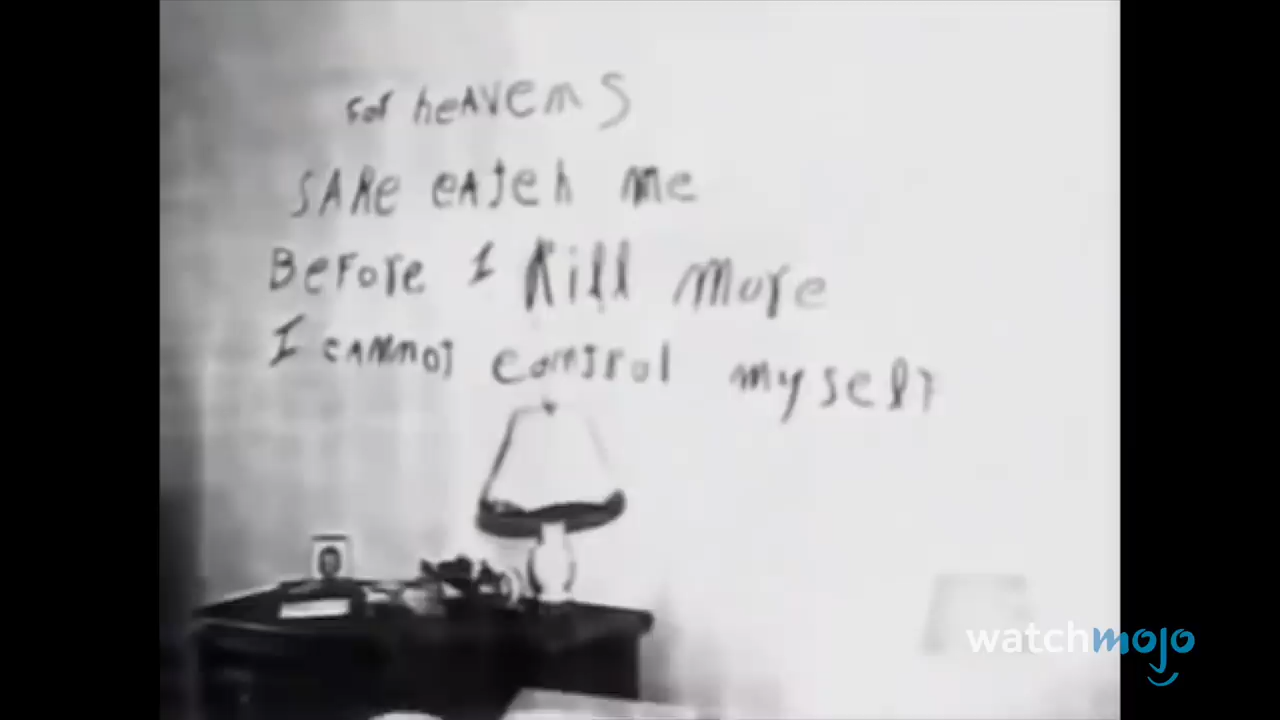 For heAVens
SAKe cATch me
BeFore I Kill More
I cannot control myself
watchmojo